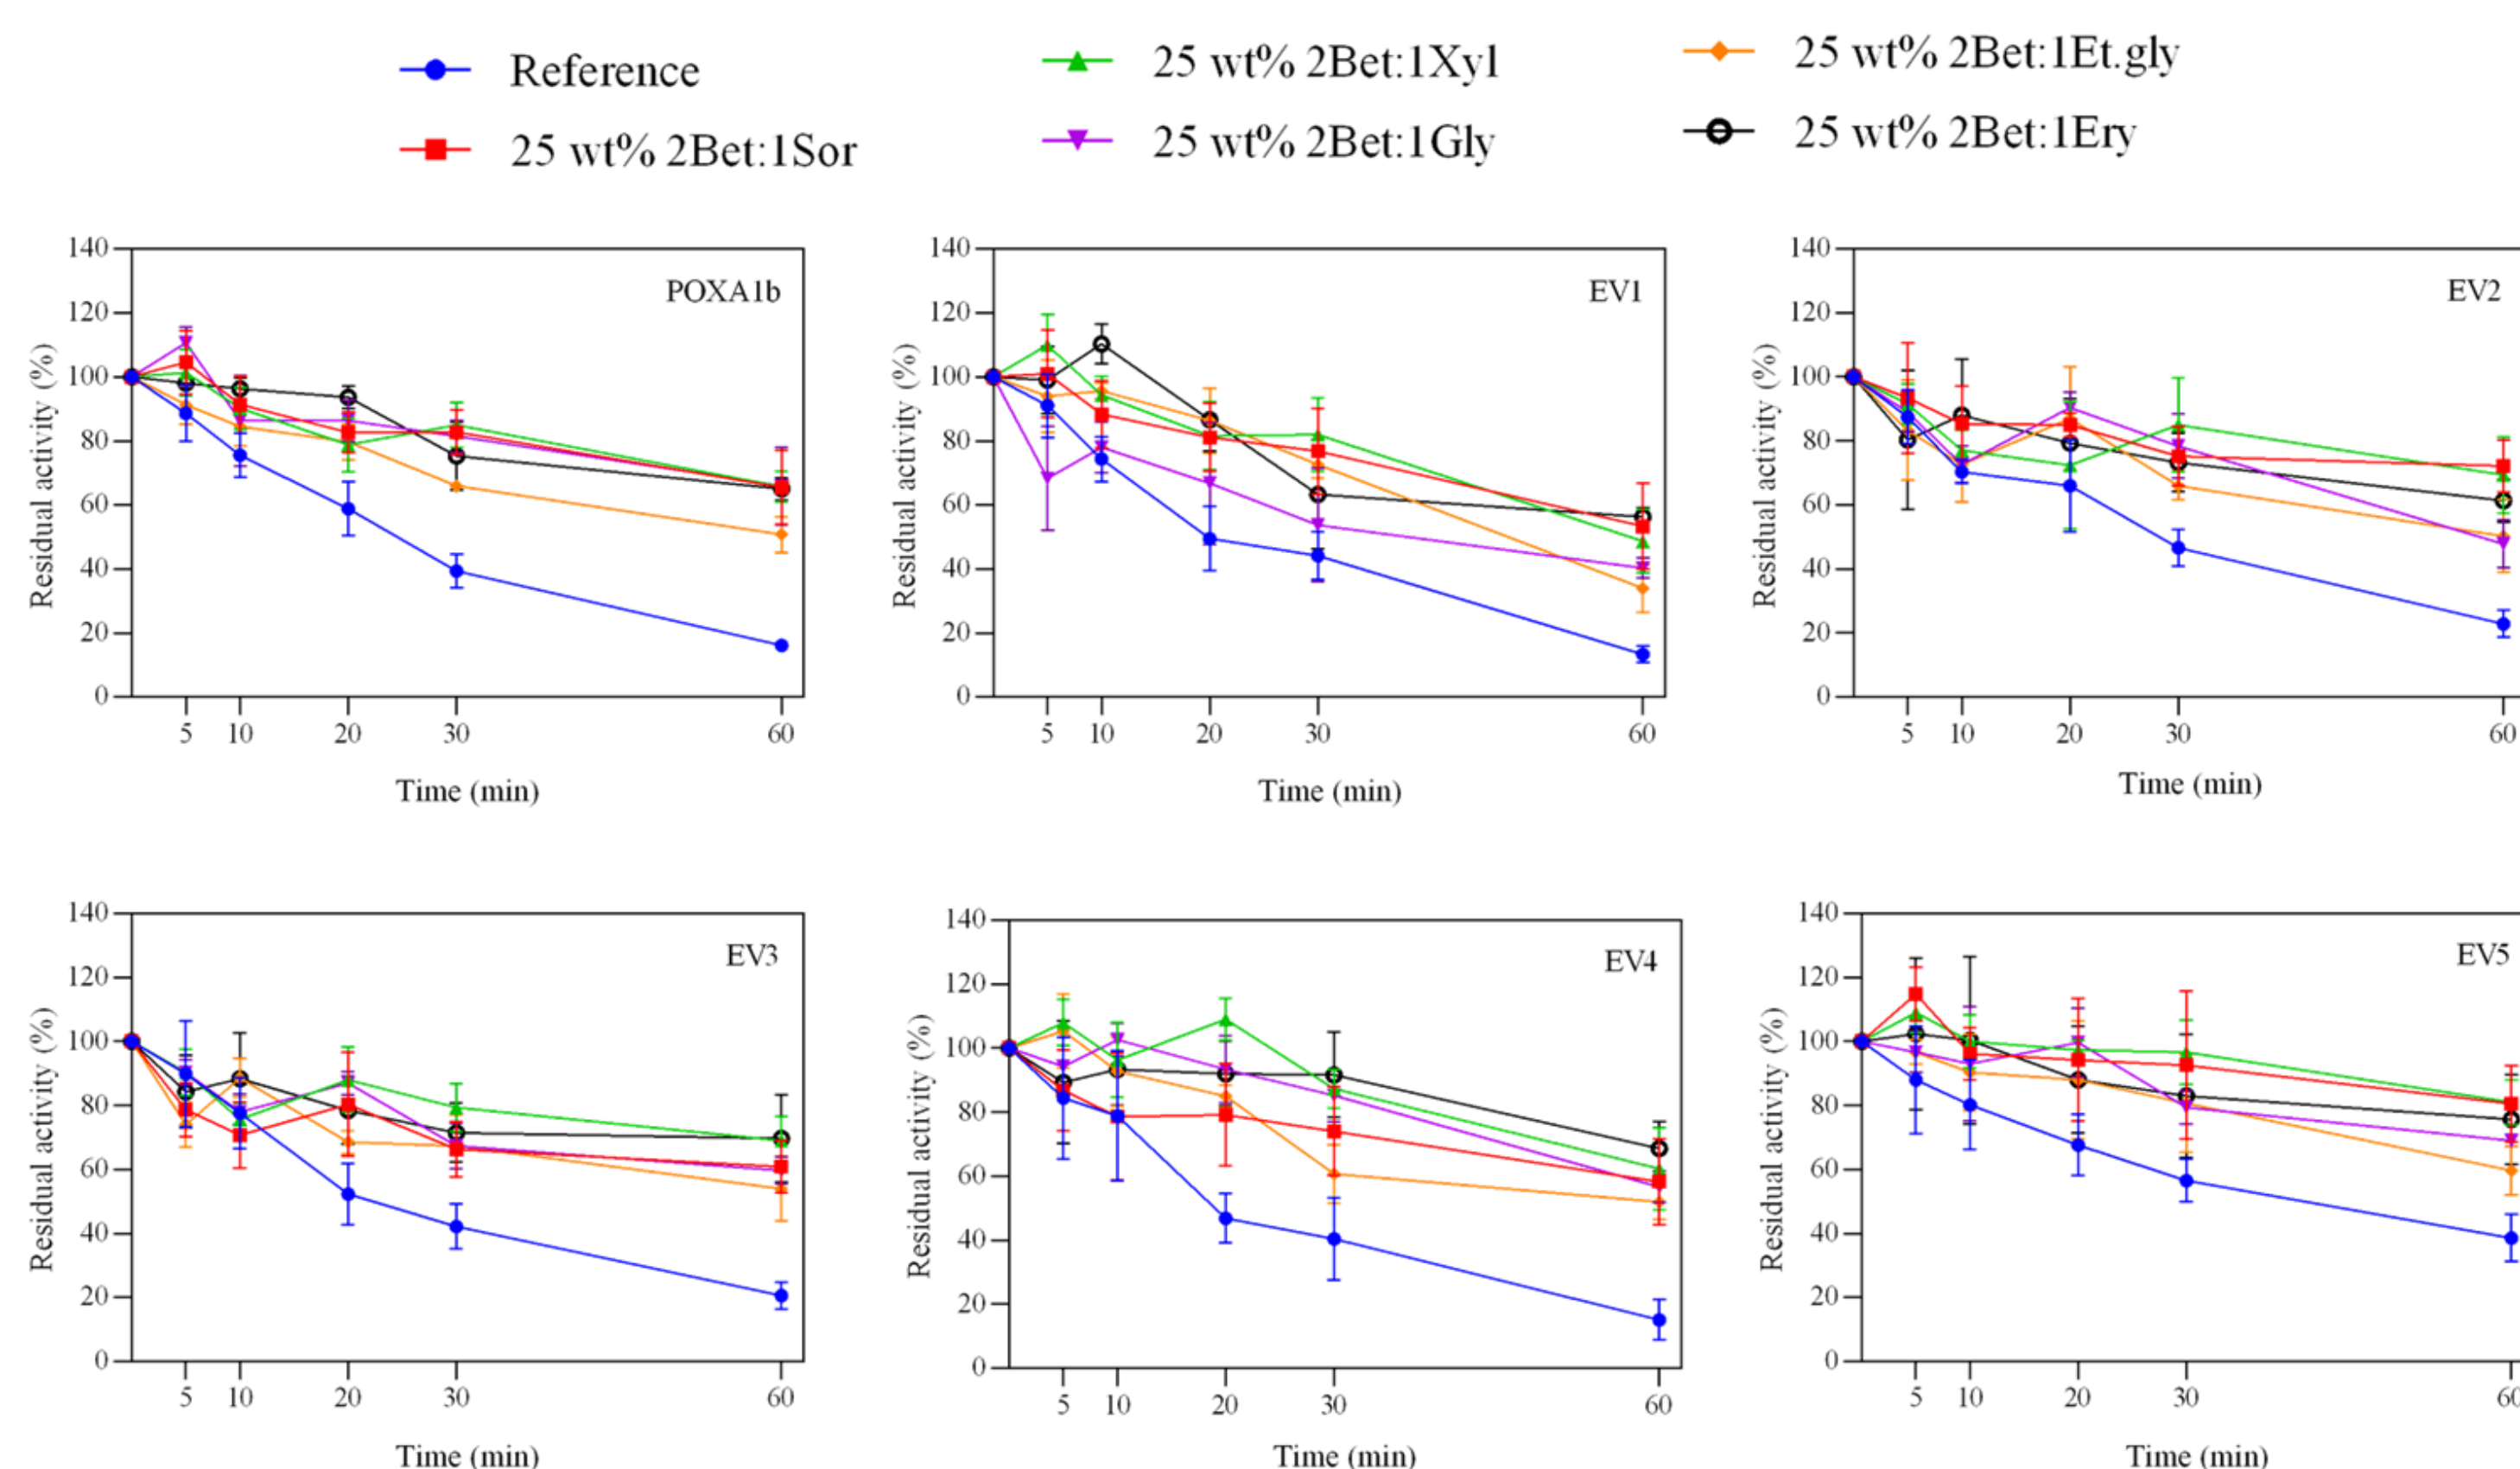 Reference
25 wt% 2Bet:1Sor
25 wt% 2Bet:1Xyl
25 wt% 2Bet:1Gly
25 wt% 2Bet:1Et.gly
25 wt% 2Bet:1Ery
POXA1b
Residual activity (%)
140
120
100
80
60
40
20
0
5 10 20 30 60
Time (min)
EV1
Residual activity (%)
140
120
100
80
60
40
20
0
5 10 20 30 60
Time (min)
EV2
Residual activity (%)
140
120
100
80
60
40
20
0
5 10 20 30 60
Time (min)
EV3
Residual activity (%)
140
120
100
80
60
40
20
0
5 10 20 30 60
Time (min)
EV4
Residual activity (%)
140
120
100
80
60
40
20
0
5 10 20 30 60
Time (min)
EV5
Residual activity (%)
140
120
100
80
60
40
20
0
5 10 20 30 60
Time (min)